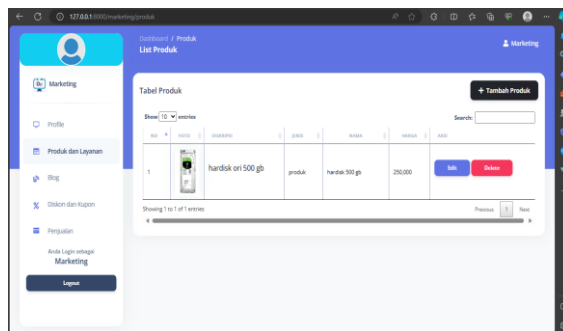 127.0.0.1:8000/marketing/produk
Dashboard / Produk
List Produk
Marketing
Marketing
Profile
Produk dan Layanan
Blog
Diskon dan Kupon
Penjualan
Anda Login sebagai
Marketing
Logout
Tabel Produk
+ Tambah Produk
Show 10 entries
Search:
NO FOTO DISKRIPSI JENIS NAMA HARGA AKSI
1 hardisk ori 500 gb produk hardisk 500 gb 250,000 Edit Delete
Showing 1 to 1 of 1 entries
Previous 1 Next